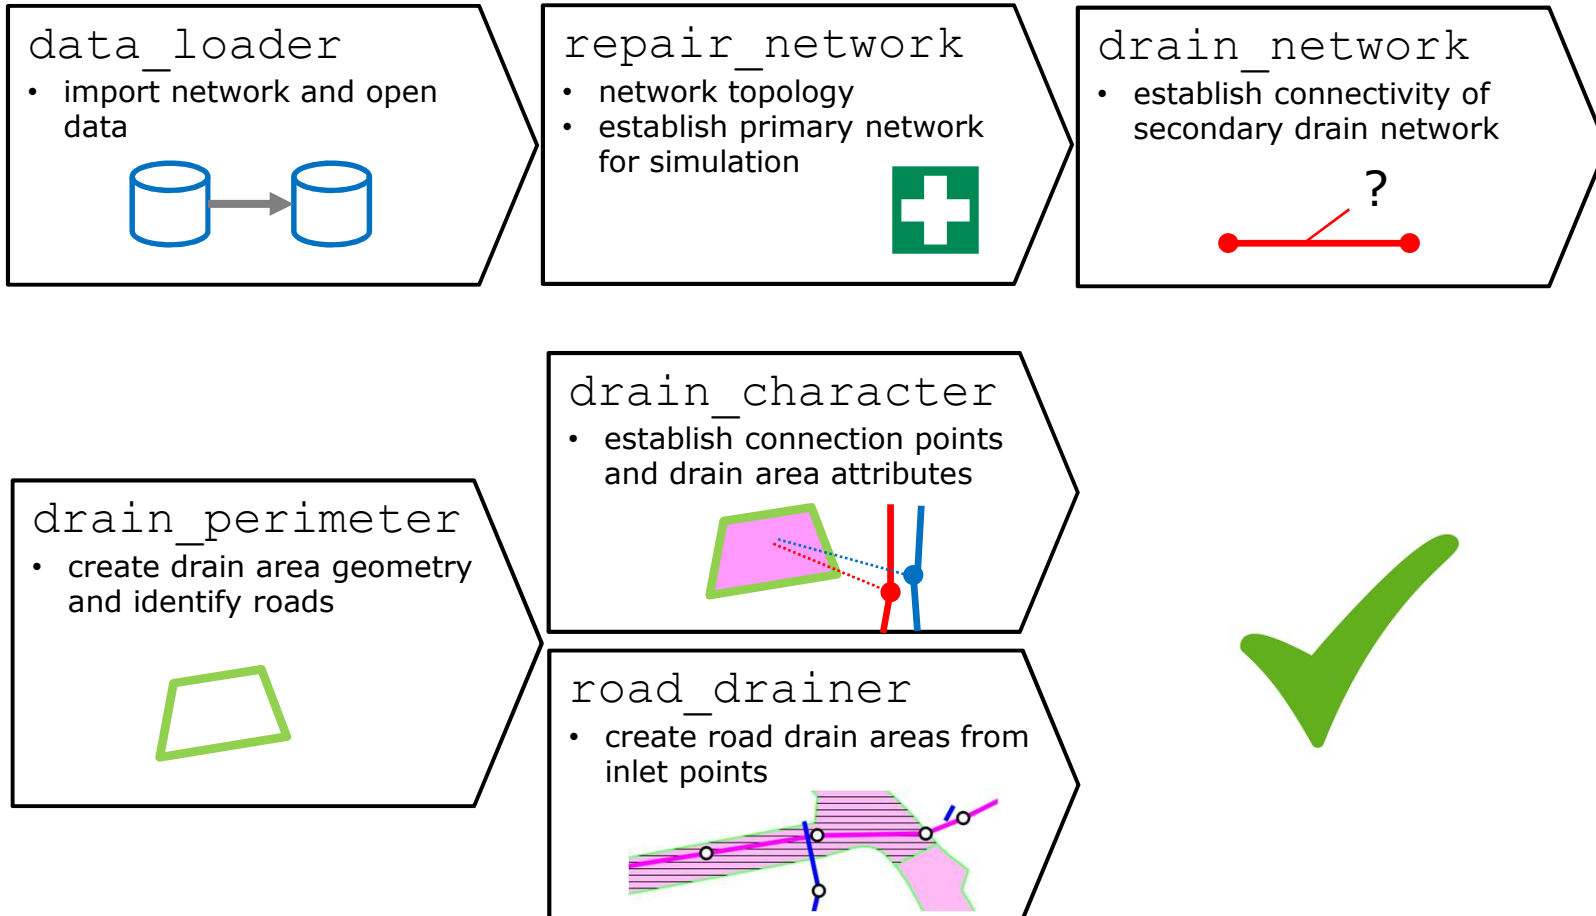 data_loader
• import network and open
data
repair_network
• network topology
• establish primary network
for simulation
drain_network
• establish connectivity of
secondary drain network
?
drain_perimeter
• create drain area geometry
and identify roads
drain_character
• establish connection points
and drain area attributes
road_drainer
• create road drain areas from
inlet points